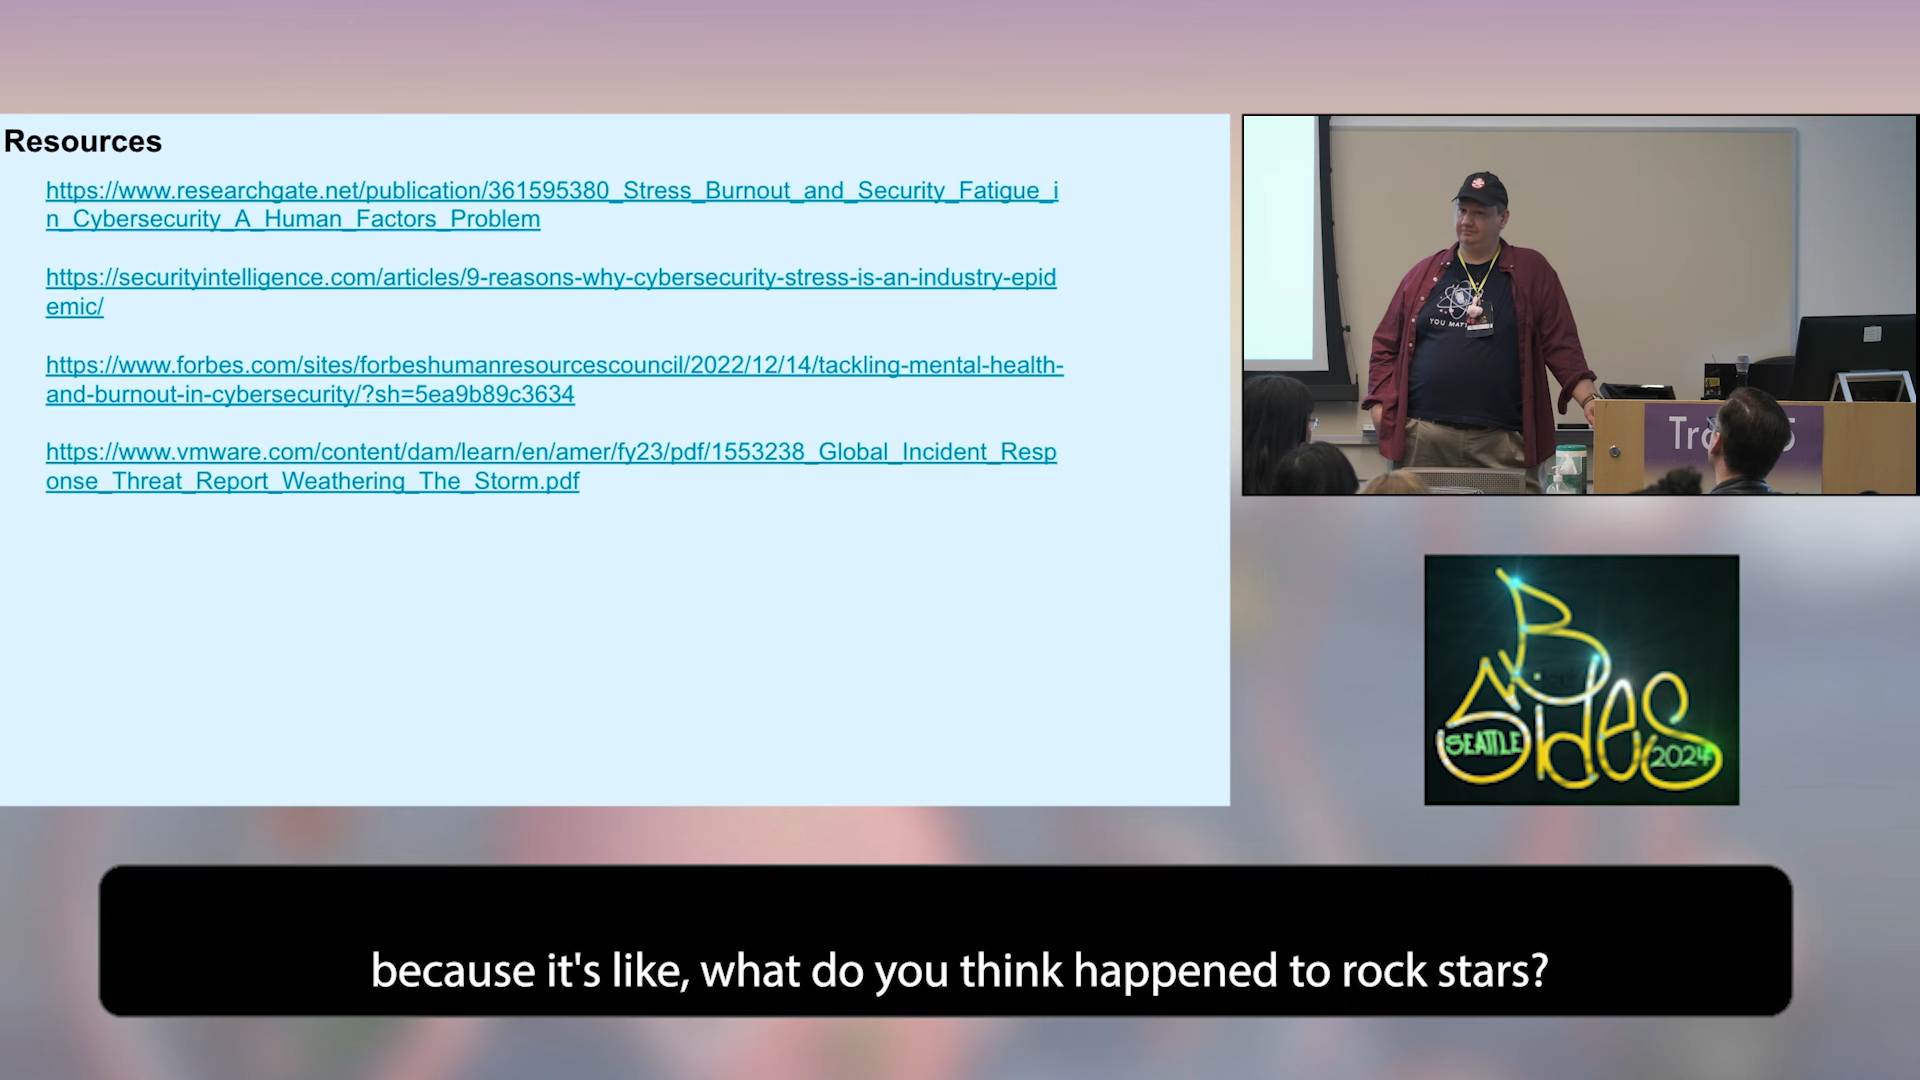 Resources
https://www.researchgate.net/publication/361595380_Stress_Burnout_and_Security_Fatigue_i
n_Cybersecurity_A_Human_Factors_Problem
https://securityintelligence.com/articles/9-reasons-why-cybersecurity-stress-is-an-industry-epid
emic/
https://www.forbes.com/sites/forbeshumanresourcescouncil/2022/12/14/tackling-mental-health-
and-burnout-in-cybersecurity/?sh=5ea9b89c3634
https://www.vmware.com/content/dam/learn/en/amer/fy23/pdf/1553238_Global_Incident_Resp
onse_Threat_Report_Weathering_The_Storm.pdf
YOU
BSides
SEATTLE
2024
because it's like, what do you think happened to rock stars?